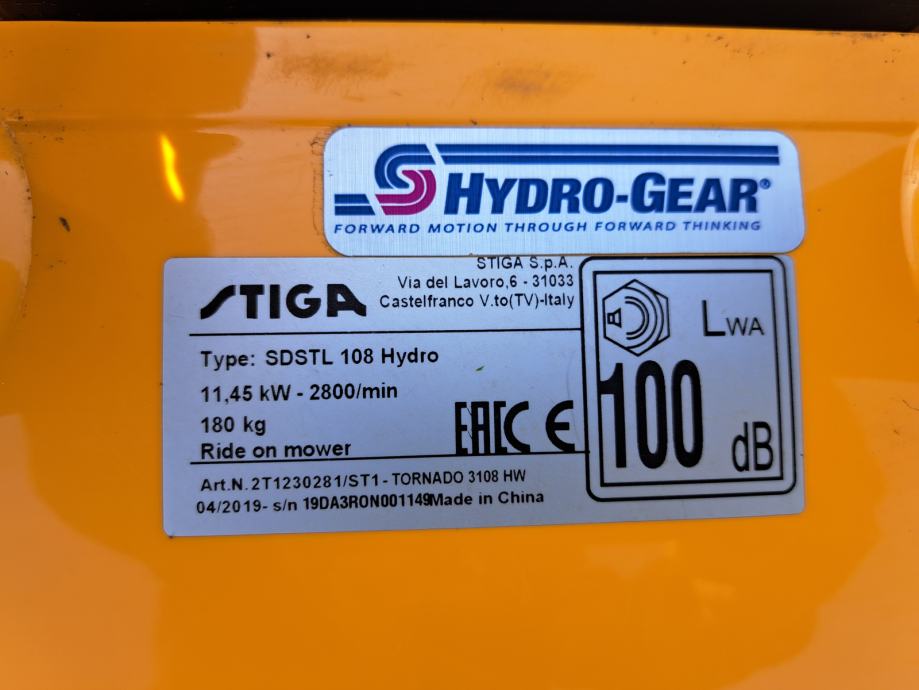 HYDRO-GEAR®
FORWARD MOTION THROUGH FORWARD THINKING
STIGA
STIGA S.p.A.
Via del Lavoro,6 - 31033
Castelfranco V.to(TV)-Italy
Type: SDSTL 108 Hydro
11,45 kW - 2800/min
180 kg
Ride on mower
EAC CE
Art.N.2T1230281/ST1 - TORNADO 3108 HW
04/2019- s/n 19DA3RON001149Made in China
LWA
100
dB